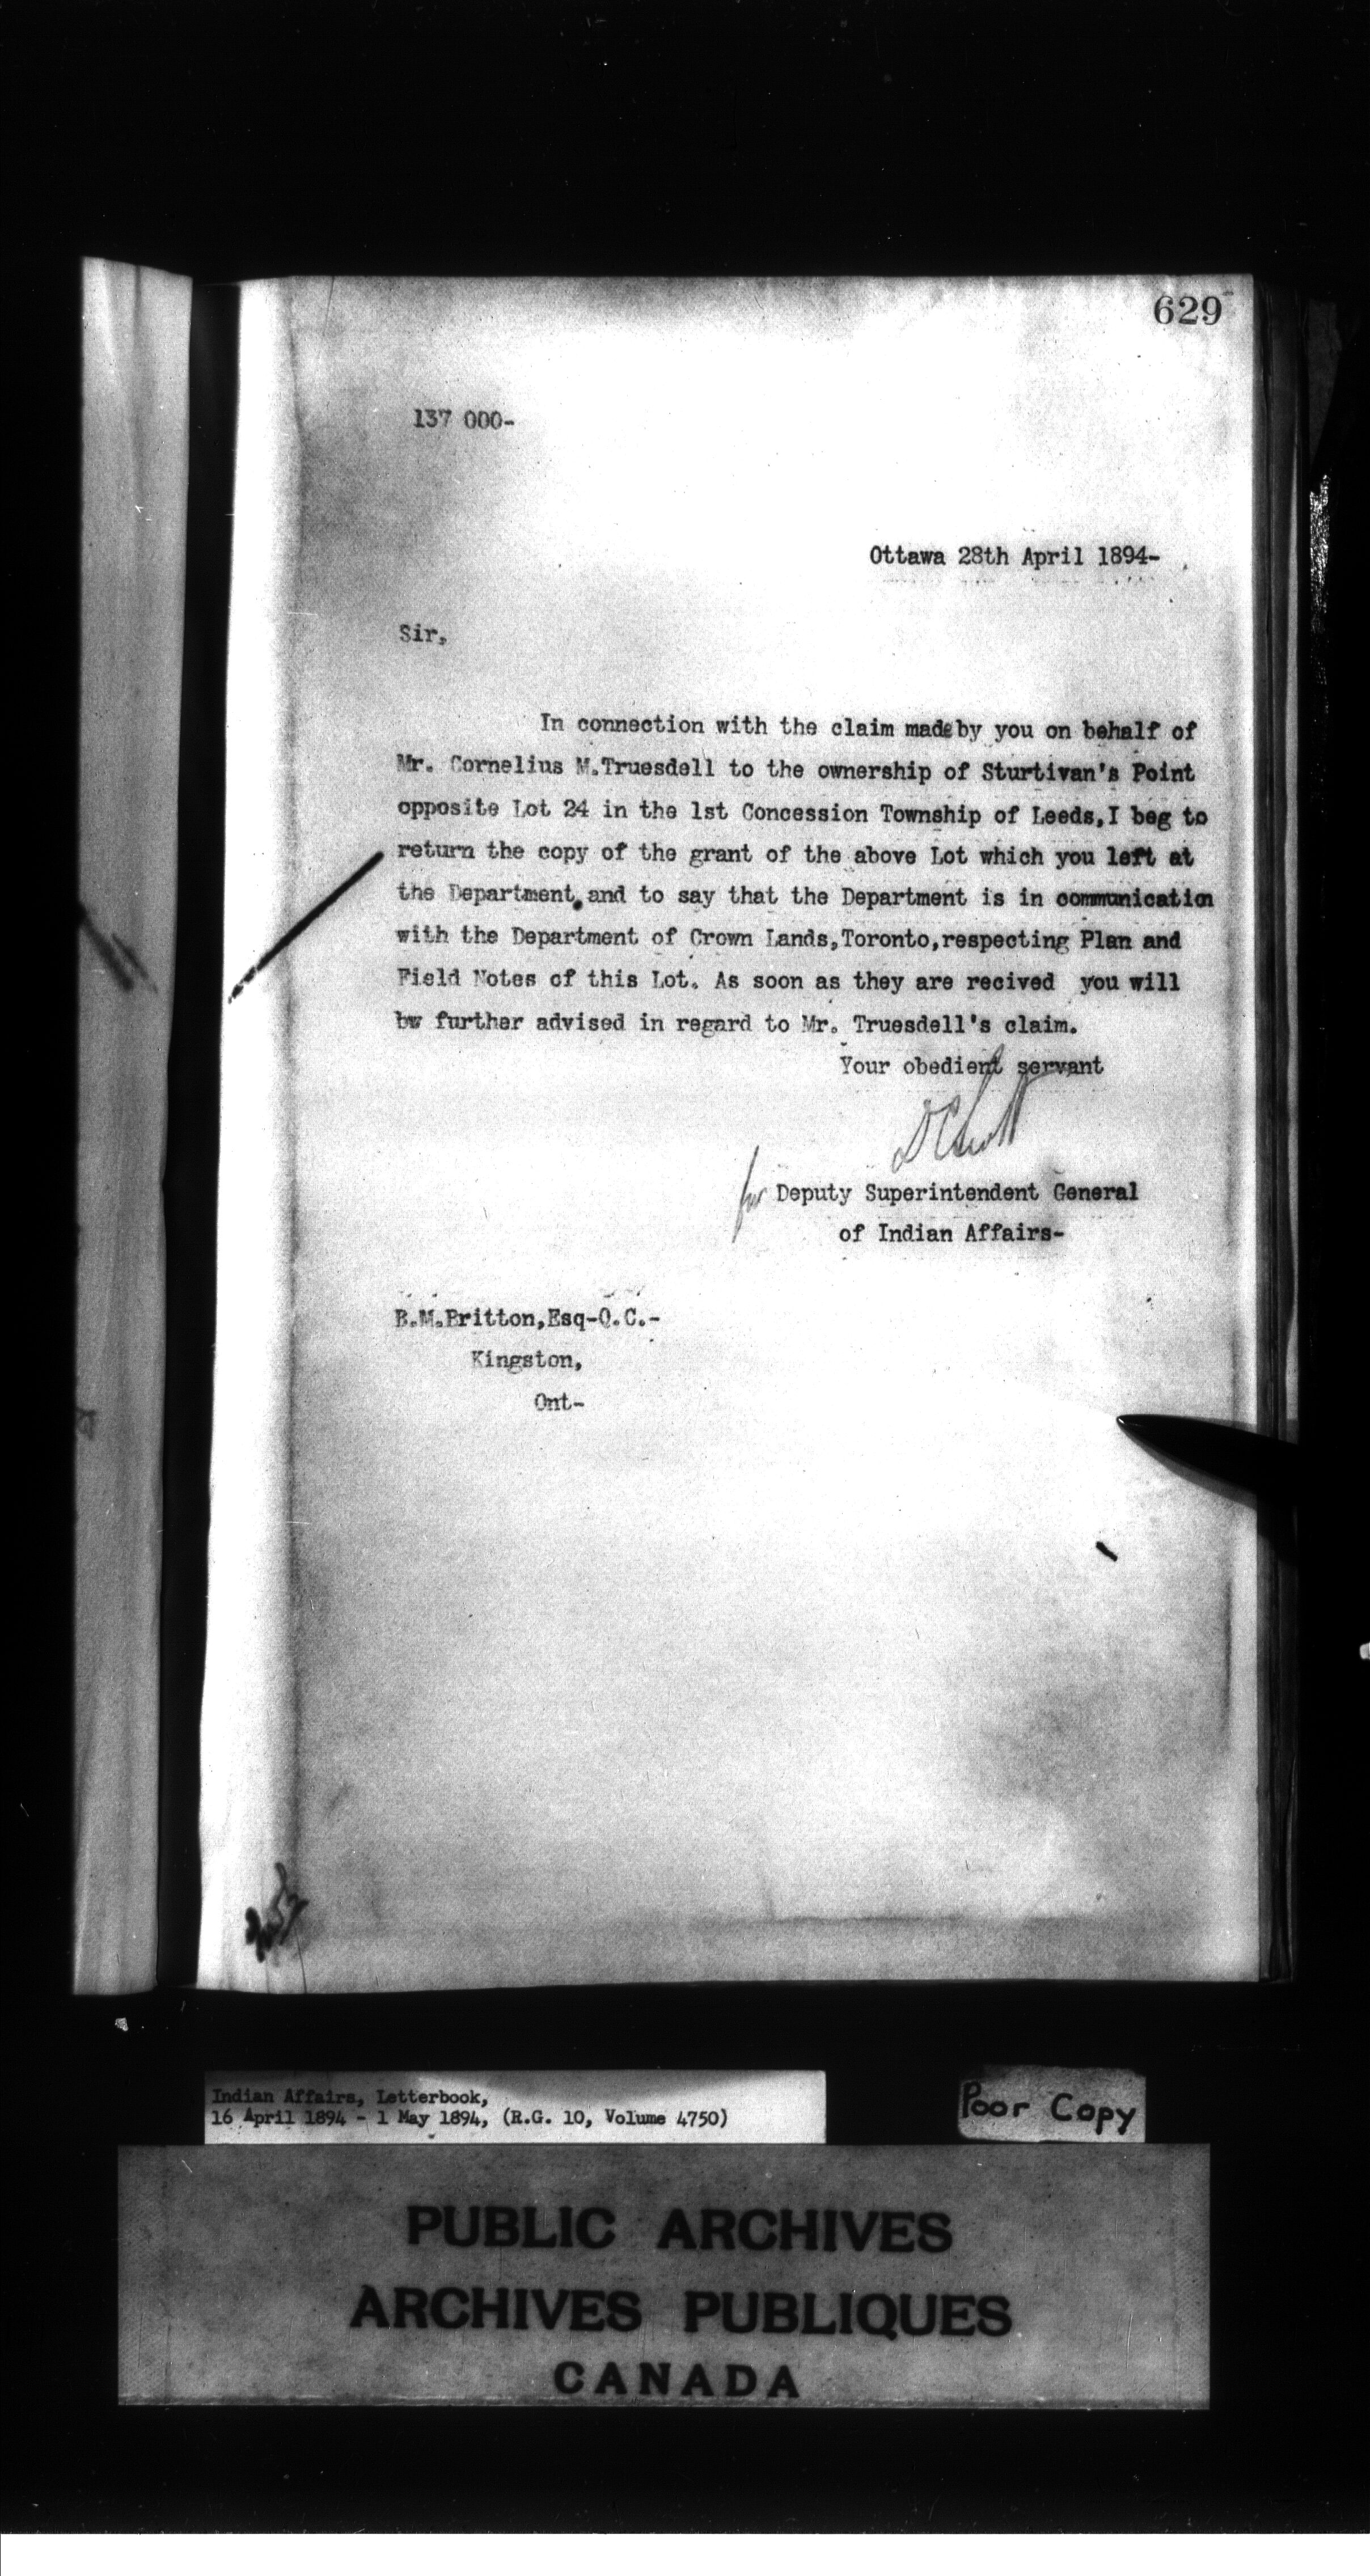 629
137 000-
Ottawa 28th April 1894-
Sir,
In connection with the claim made by you on behalf of
Mr. Cornelius M.Truesdell to the ownership of Sturtivan's Point
opposite Lot 24 in the 1st Concession Township of Leeds,I beg to
return the copy of the grant of the above Lot which you left at
the Department,and to say that the Department is in communication
with the Department of Crown Lands,Toronto,respecting Plan and
Field Notes of this Lot. As soon as they are recived you will
bw further advised in regard to Mr. Truesdell's claim.
Your obedient servant
D C Scott
for Deputy Superintendent General
of Indian Affairs-
B.M.Britton,Esq-Q.C.-
Kingston,
Ont-
Indian Affairs, Letterbook,
16 April 1894 - 1 May 1894, (R.G. 10, Volume 4750)
Poor Copy
PUBLIC ARCHIVES
ARCHIVES PUBLIQUES
CANADA